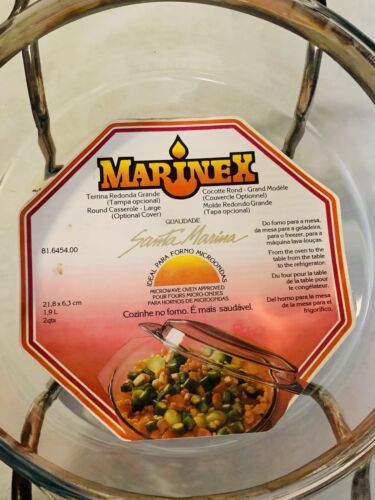 MARINEX
Terrina Redonda Grande
(Tampa opcional)
Round Casserole - Large
(Optional Cover)
Cocotte Rond - Grand Modèle
(Couvercle Optionnel)
Molde Redondo Grande
(Tapa opcional)
QUALIDADE
Santa Marina
81.6454.00
IDEAL PARA FORNO MICROONDAS
MICROWAVE OVEN APPROVED
POUR FOURS MICRO-ONDES
PARA HORNOS DE MICROONDAS
21,8 x 6,3 cm
1,9 L
2qts
Do forno para a mesa,
da mesa para a geladeira,
para o freezer, para a
máquina lava-louças.
From the oven to the
table from the table
to the refrigerator.
Du four pour la table
de la table pour le
congélateur.
Del horno para la mesa
de la mesa para el
frigorífico.
Cozinhe no forno. É mais saudável.